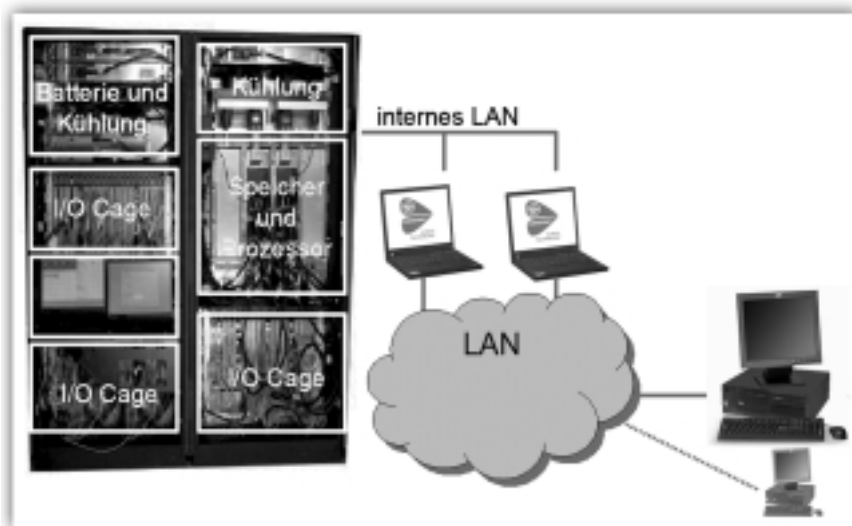 Batterie und
Kühlung
I/O Cage
I/O Cage
Kühlung
Speicher
und
Prozessor
I/O Cage
internes LAN
LAN